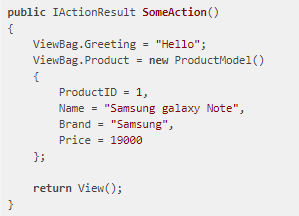 public IActionResult SomeAction()
{
    ViewBag.Greeting = "Hello";
    ViewBag.Product = new ProductModel()
    {
        ProductID = 1,
        Name = "Samsung galaxy Note",
        Brand = "Samsung",
        Price = 19000
    };

    return View();
}